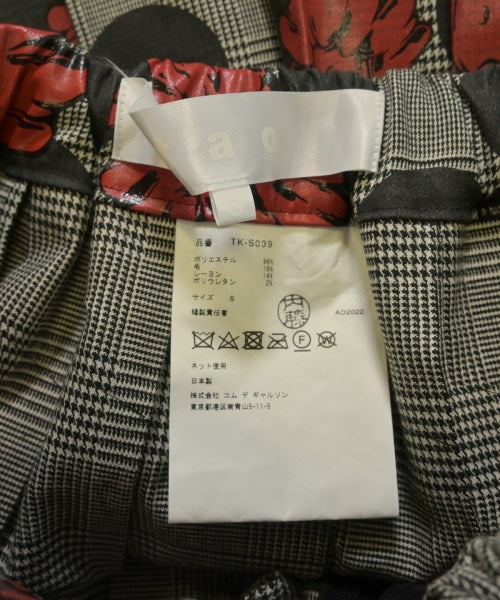 ao
S
品番 TK-S039
ポリエステル 66%
毛 18%
レーヨン 14%
ポリウレタン 2%
サイズ S
縫製責任者 内藤 AD2022
F W
ネット使用
日本製
株式会社 コム デ ギャルソン
東京都港区南青山5-11-5